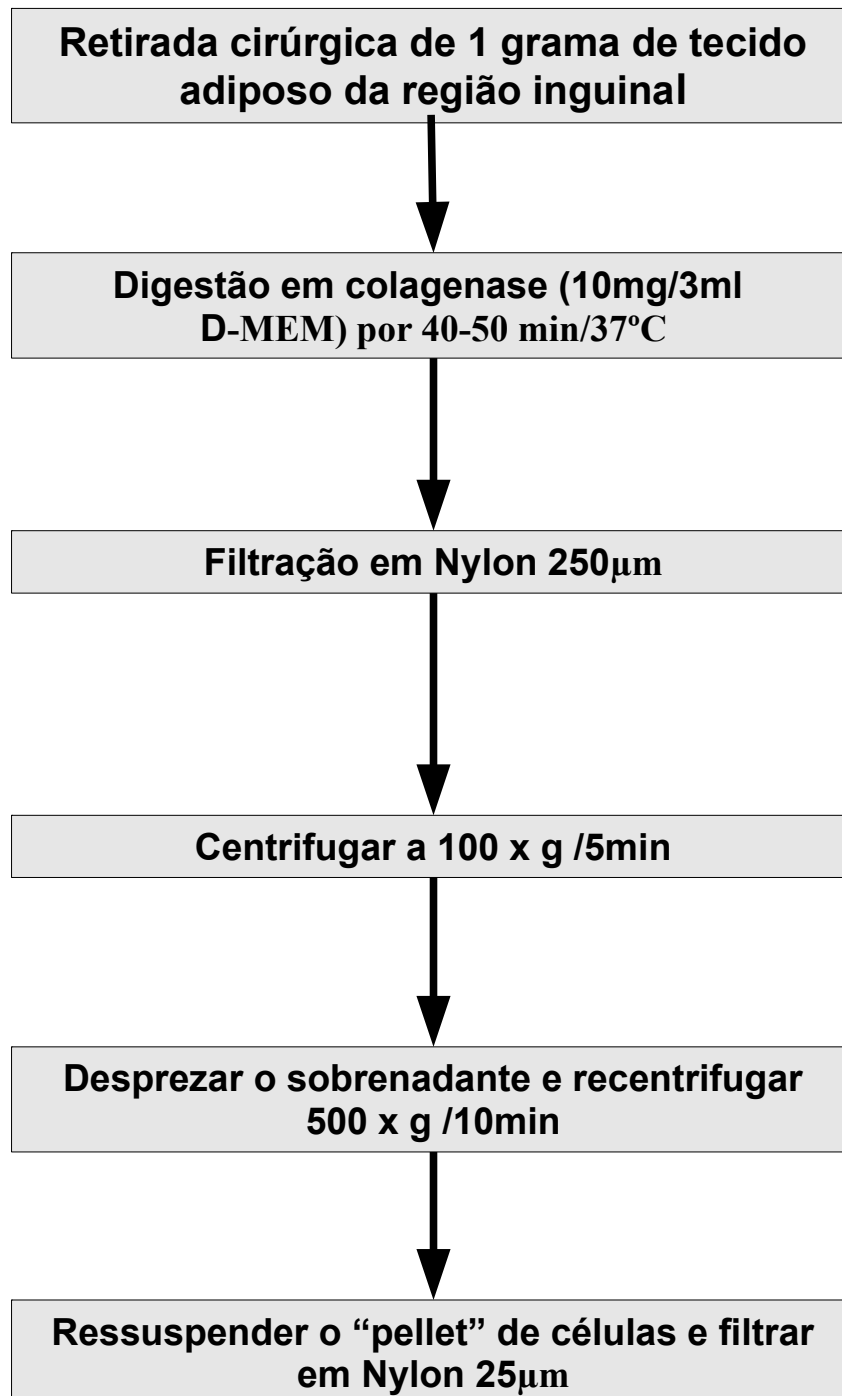 Retirada cirúrgica de 1 grama de tecido
adiposo da região inguinal
Digestão em colagenase (10mg/3ml
D-MEM) por 40-50 min/37ºC
Filtração em Nylon 250µm
Centrifugar a 100 x g /5min
Desprezar o sobrenadante e recentrifugar
500 x g /10min
Ressuspender o “pellet” de células e filtrar
em Nylon 25µm